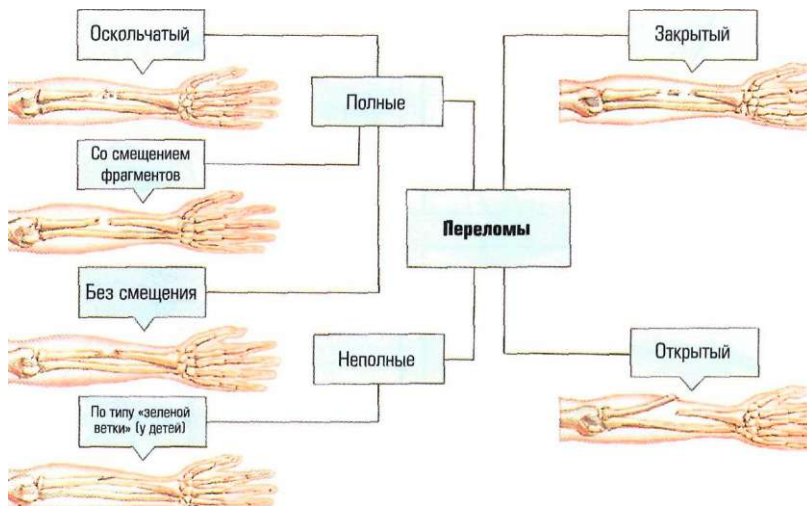 Оскольчатый
Закрытый
Полные
Со смещением
фрагментов
Переломы
Без смещения
Неполные
Открытый
По типу «зеленой
ветки» (у детей)